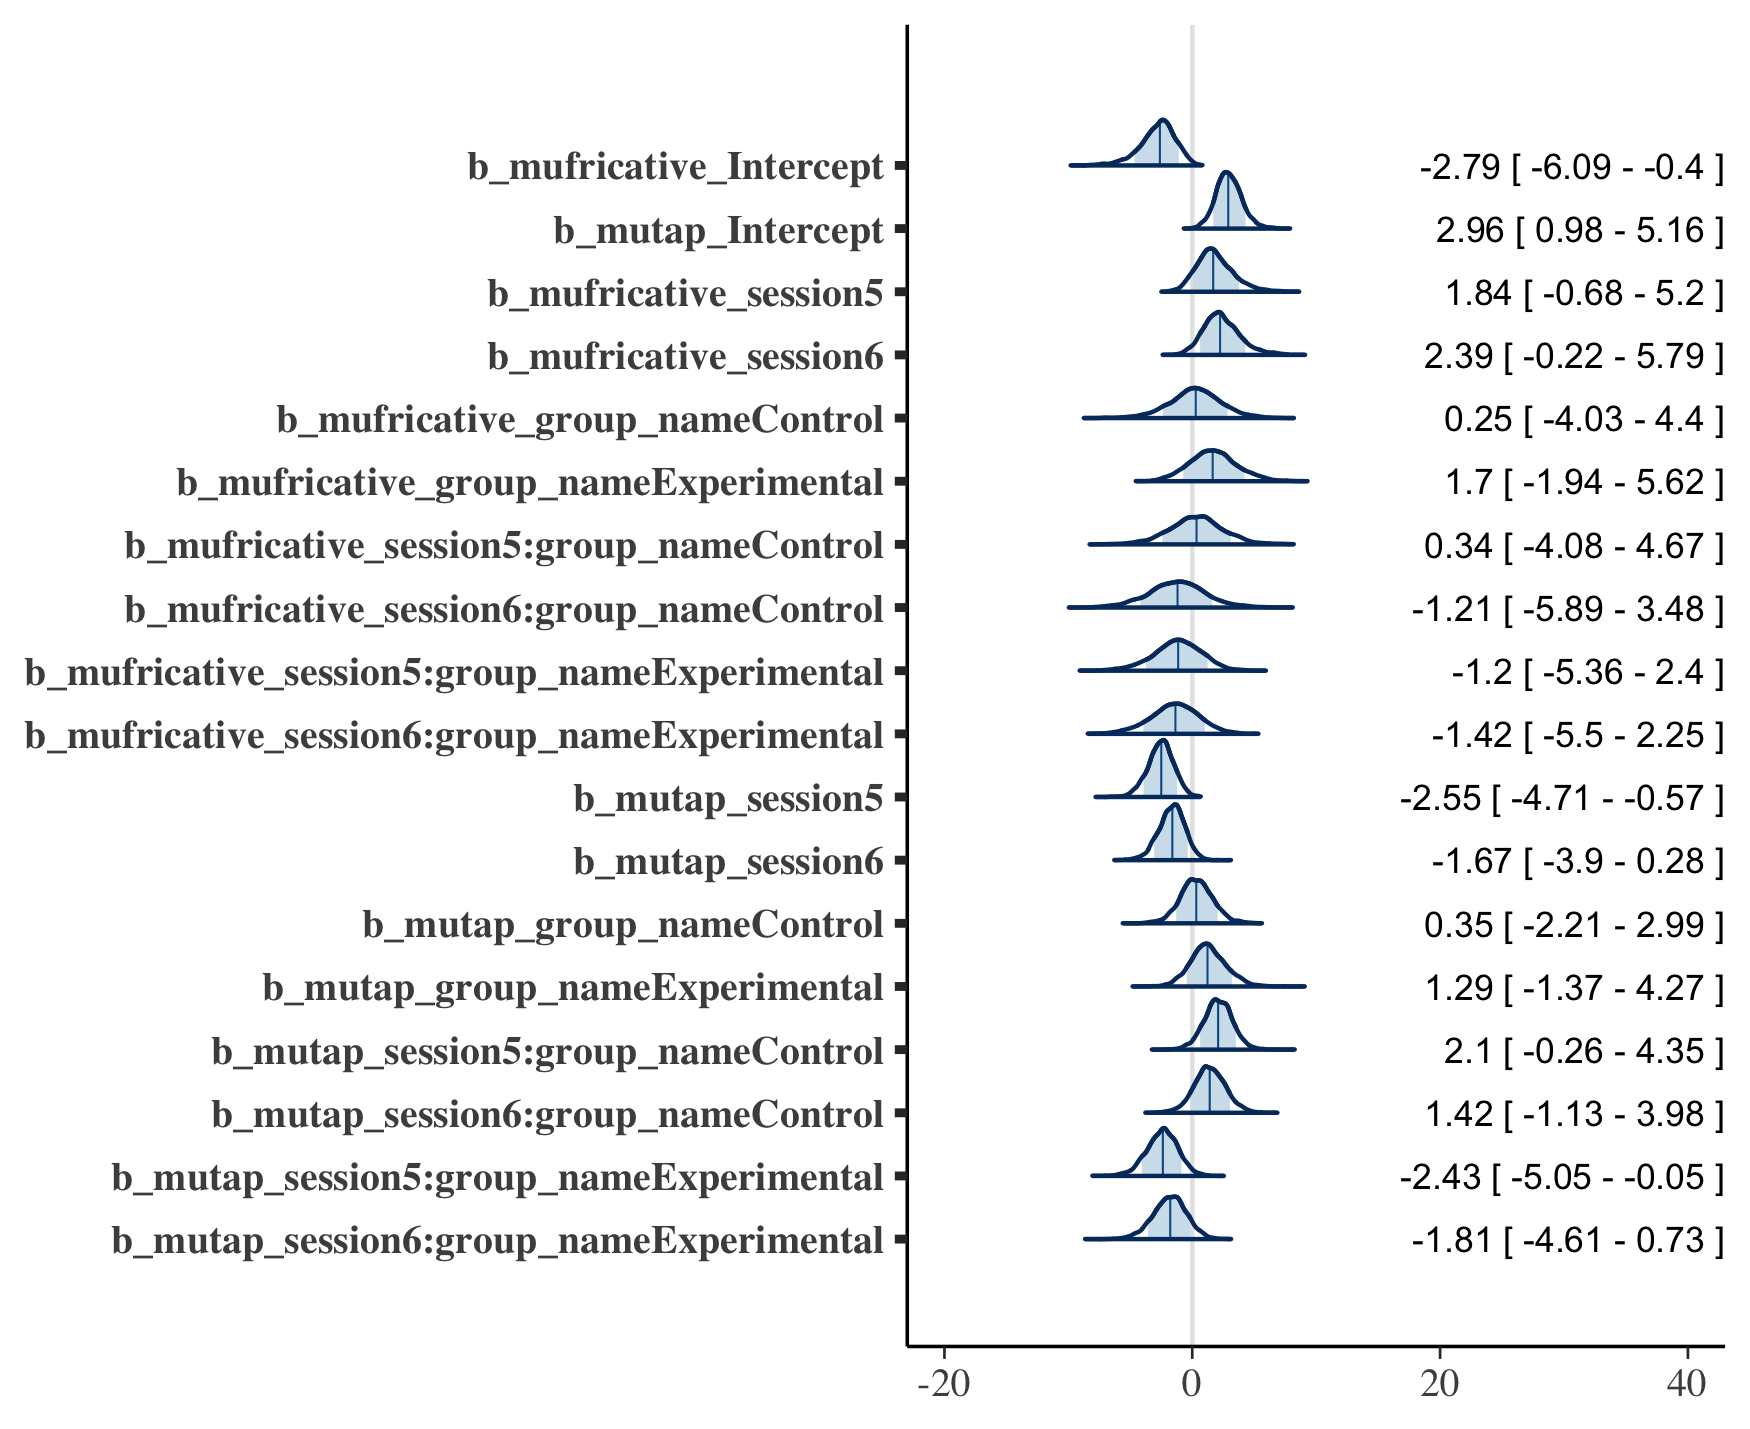 b_mufricative_Intercept -2.79 [ -6.09 - -0.4 ]
b_mutap_Intercept 2.96 [ 0.98 - 5.16 ]
b_mufricative_session5 1.84 [ -0.68 - 5.2 ]
b_mufricative_session6 2.39 [ -0.22 - 5.79 ]
b_mufricative_group_nameControl 0.25 [ -4.03 - 4.4 ]
b_mufricative_group_nameExperimental 1.7 [ -1.94 - 5.62 ]
b_mufricative_session5:group_nameControl 0.34 [ -4.08 - 4.67 ]
b_mufricative_session6:group_nameControl -1.21 [ -5.89 - 3.48 ]
b_mufricative_session5:group_nameExperimental -1.2 [ -5.36 - 2.4 ]
b_mufricative_session6:group_nameExperimental -1.42 [ -5.5 - 2.25 ]
b_mutap_session5 -2.55 [ -4.71 - -0.57 ]
b_mutap_session6 -1.67 [ -3.9 - 0.28 ]
b_mutap_group_nameControl 0.35 [ -2.21 - 2.99 ]
b_mutap_group_nameExperimental 1.29 [ -1.37 - 4.27 ]
b_mutap_session5:group_nameControl 2.1 [ -0.26 - 4.35 ]
b_mutap_session6:group_nameControl 1.42 [ -1.13 - 3.98 ]
b_mutap_session5:group_nameExperimental -2.43 [ -5.05 - -0.05 ]
b_mutap_session6:group_nameExperimental -1.81 [ -4.61 - 0.73 ]
-20 0 20 40